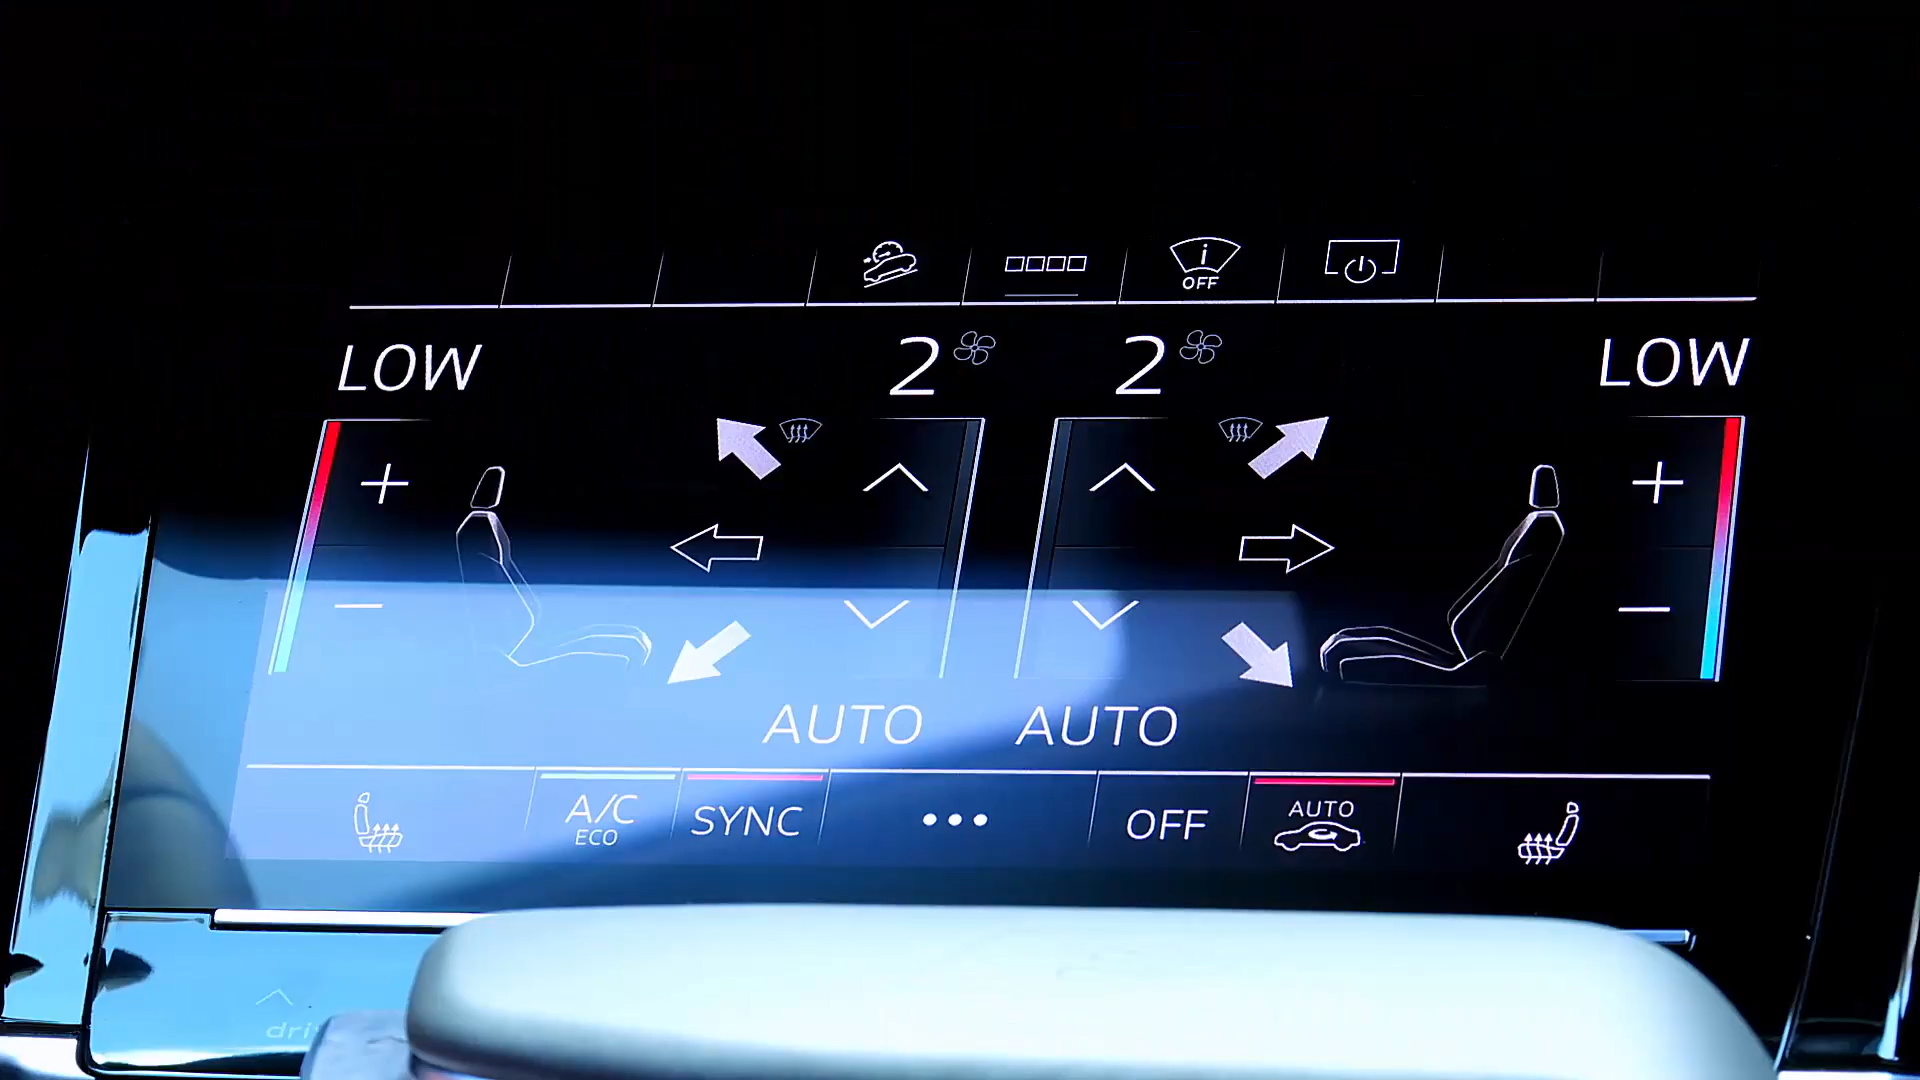 i
OFF
LOW 2 2 LOW
AUTO AUTO
A/C
ECO
SYNC
OFF
AUTO